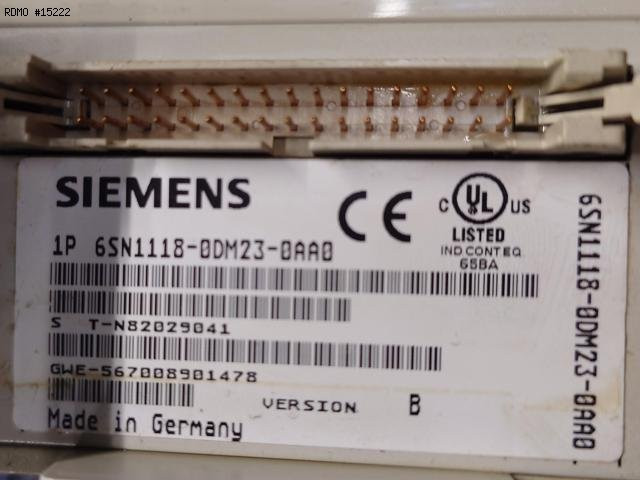 RDMO #15222
SIEMENS
1P 6SN1118-0DM23-0AA0
C UL US
LISTED
IND CONT EQ
65BA
S T-N82029041
GWE-567008901478
VERSION B
Made in Germany
6SN1118-0DM23-0AA0